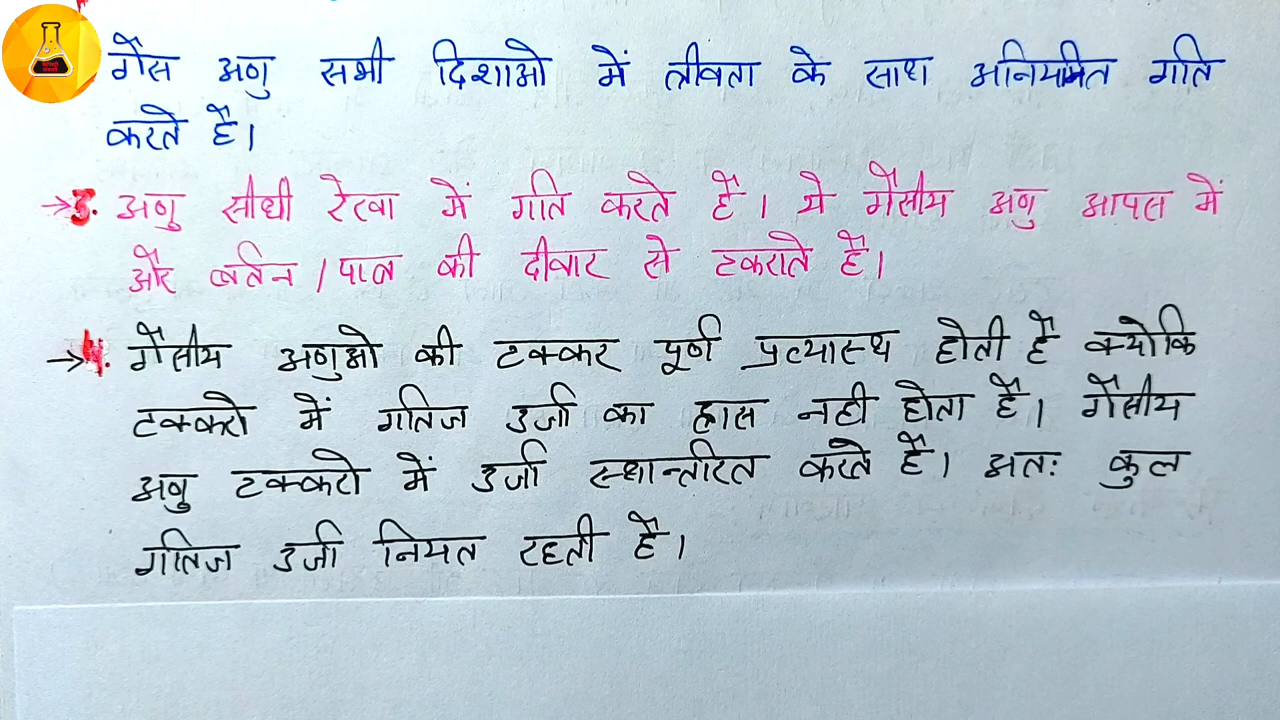 गैस अणु सभी दिशाओ में तीव्रता के साथ अनियमित गति
करते है।
→3. अणु सीधी रेखा में गति करते हैं। ये गैसीय अणु आपस में
और बर्तन / पात्र की दीवार से टकराते है।
→4. गैसीय अणुओ की टक्कर पूर्ण प्रत्यास्थ होती है क्योकि
टक्करो में गतिज उर्जा का ह्रास नही होता है। गैसीय
अणु टक्करो में उर्जा स्थान्तरित करते है। अतः कुल
गतिज उर्जा नियत रहती है।